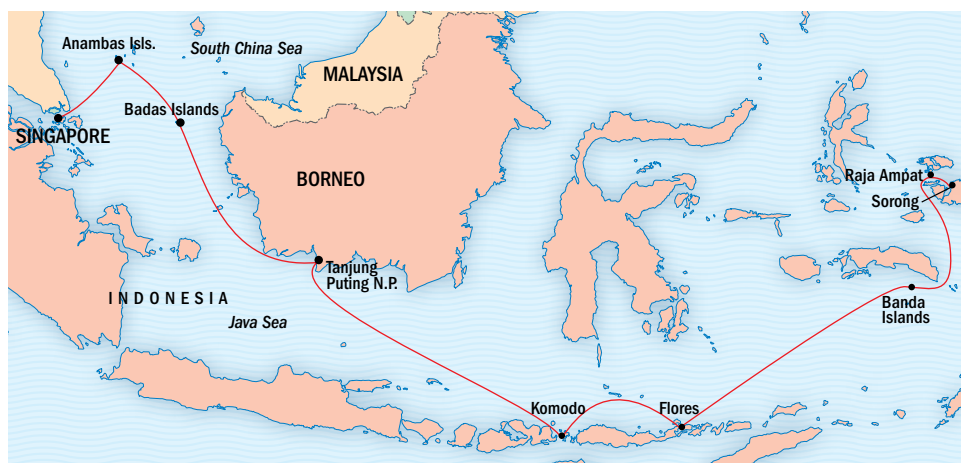 Anambas Isls.
South China Sea
MALAYSIA
Badas Islands
SINGAPORE
BORNEO
Raja Ampat
Sorong
Tanjung
Puting N.P.
INDONESIA
Java Sea
Banda
Islands
Komodo
Flores